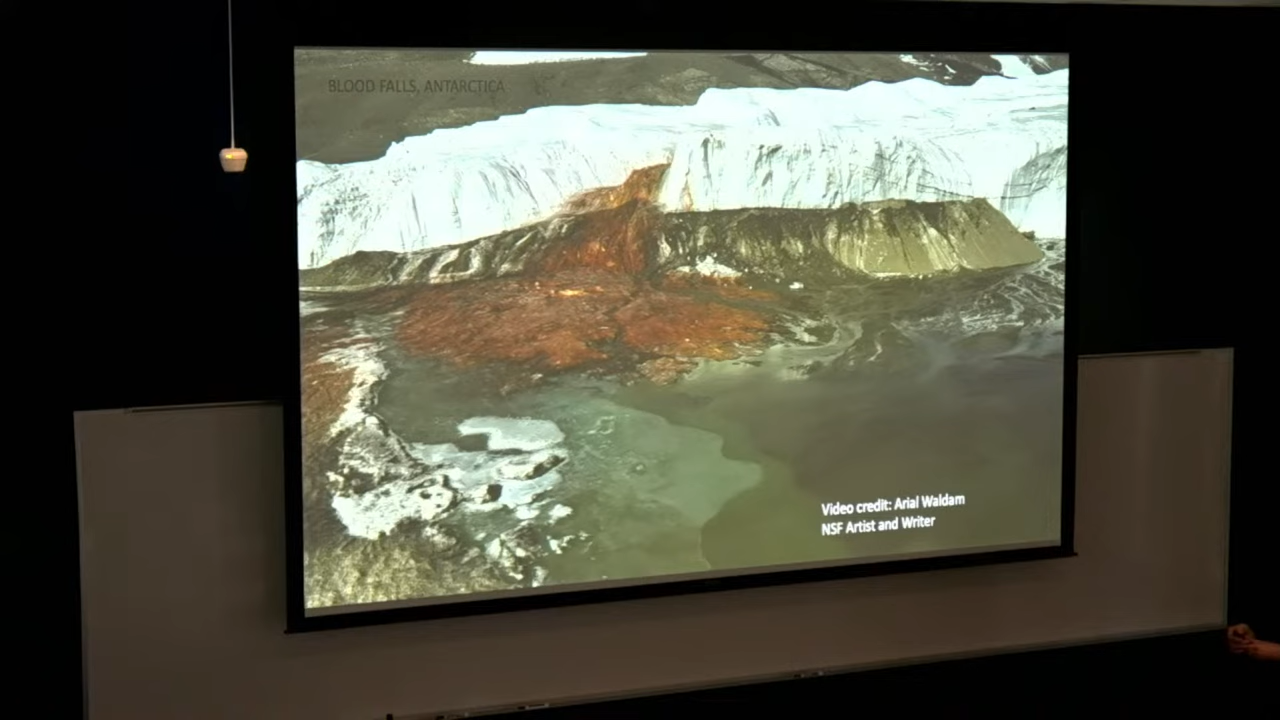 BLOOD FALLS, ANTARCTICA
Video credit: Arial Waldam
NSF Artist and Writer